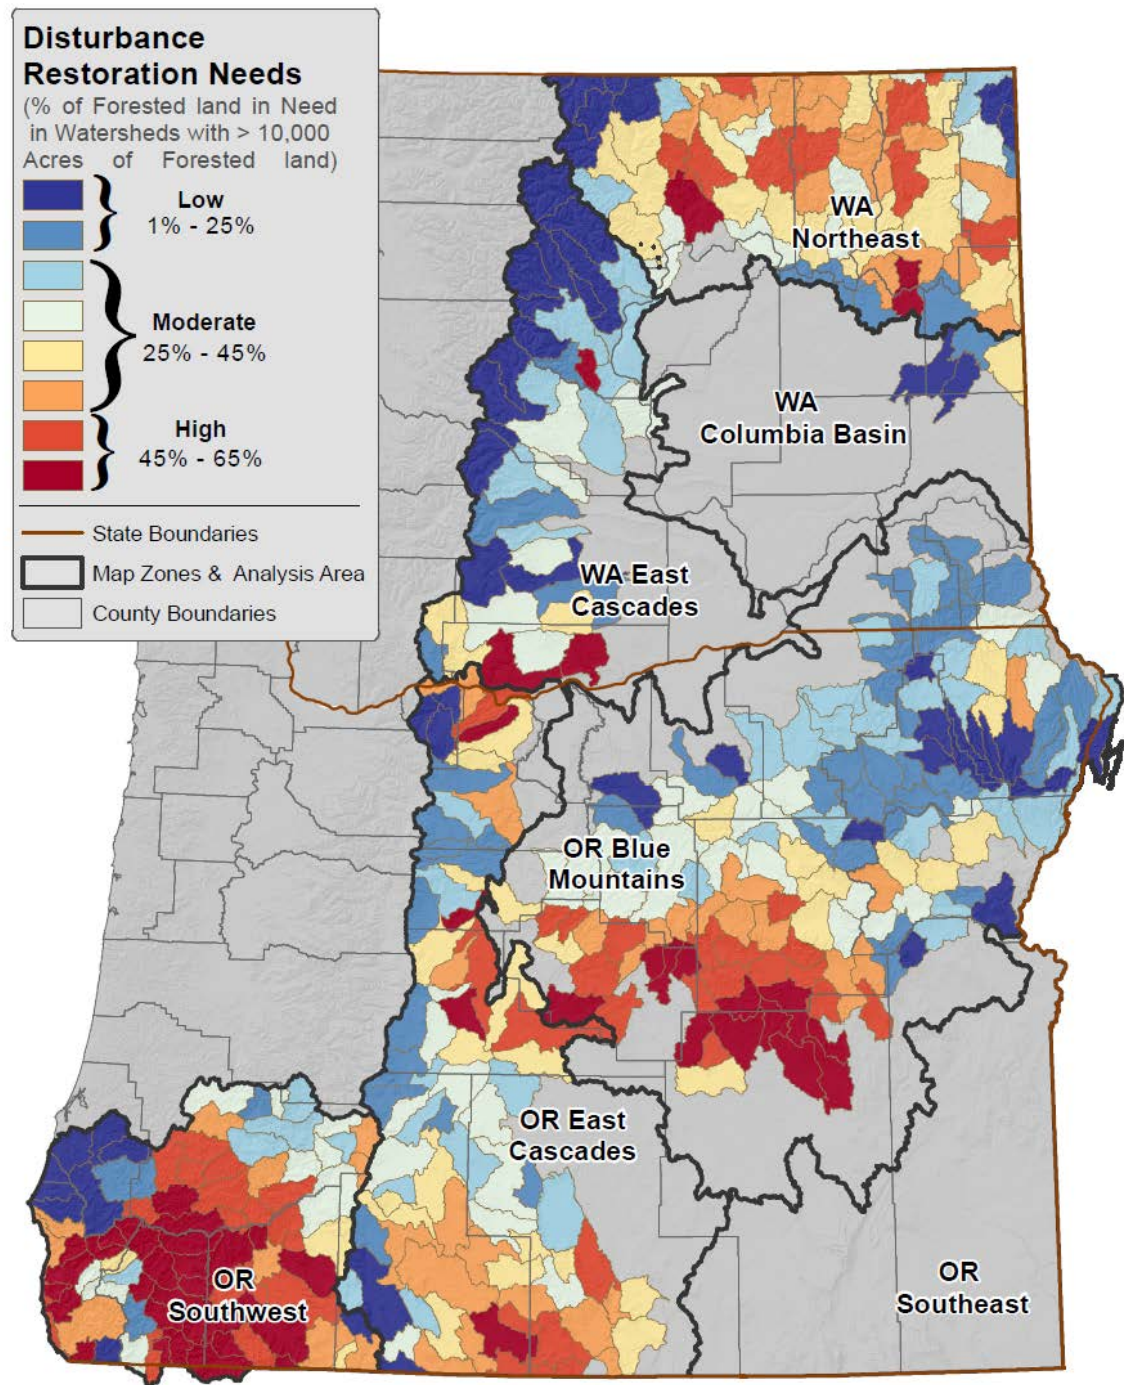 Disturbance
Restoration Needs
(% of Forested land in Need
in Watersheds with > 10,000
Acres of Forested land)
Low
1% - 25%
Moderate
25% - 45%
High
45% - 65%
State Boundaries
Map Zones & Analysis Area
County Boundaries
WA
Northeast
WA
Columbia Basin
WA East
Cascades
OR Blue
Mountains
OR East
Cascades
OR
Southwest
OR
Southeast